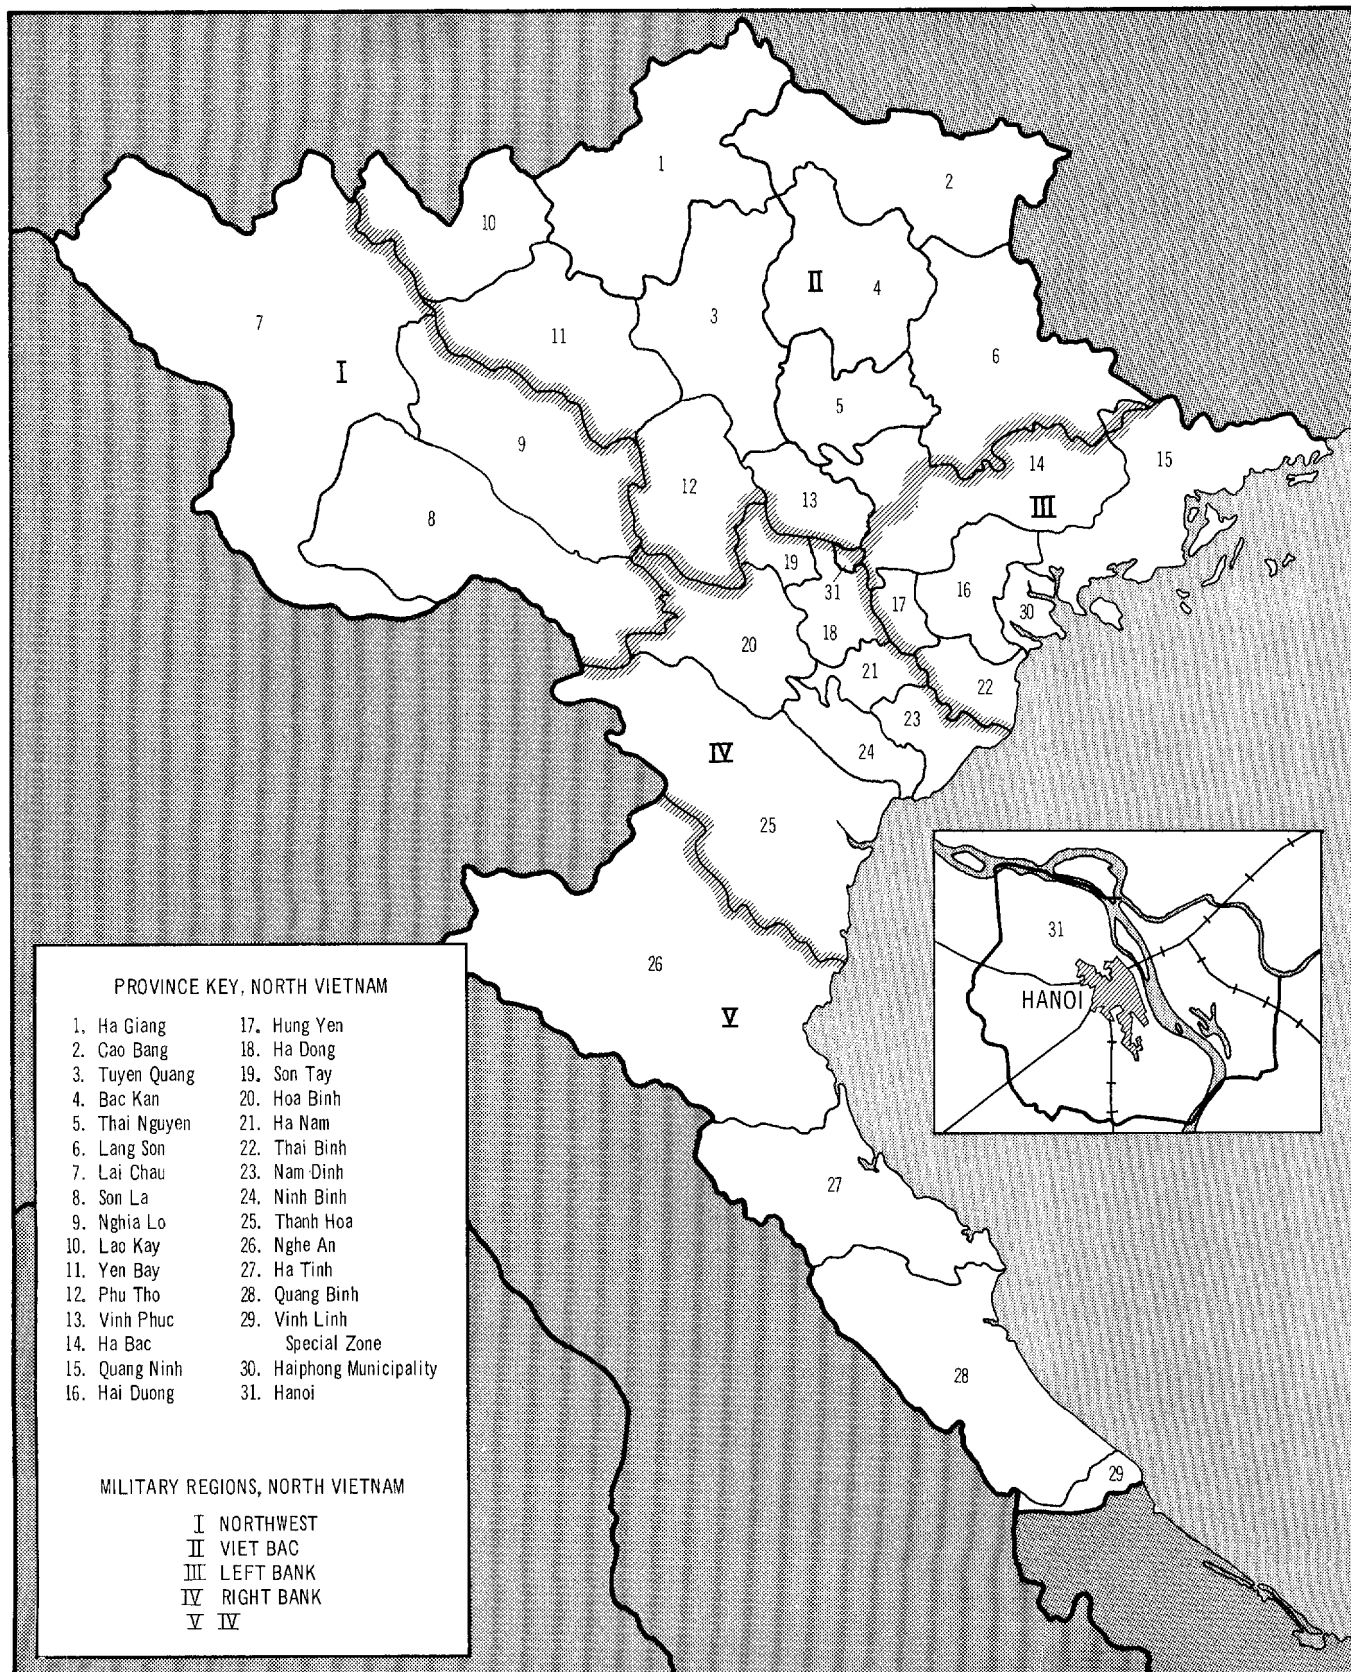 1
2
10
II
4
7
3
11
6
I
5
9
14
15
12
13
III
8
19
31
17
16
30
18
20
21
22
23
IV
24
25
31
26
HANOI
V
27
28
29
PROVINCE KEY, NORTH VIETNAM
1. Ha Giang
2. Cao Bang
3. Tuyen Quang
4. Bac Kan
5. Thai Nguyen
6. Lang Son
7. Lai Chau
8. Son La
9. Nghia Lo
10. Lao Kay
11. Yen Bay
12. Phu Tho
13. Vinh Phuc
14. Ha Bac
15. Quang Ninh
16. Hai Duong
17. Hung Yen
18. Ha Dong
19. Son Tay
20. Hoa Binh
21. Ha Nam
22. Thai Binh
23. Nam Dinh
24. Ninh Binh
25. Thanh Hoa
26. Nghe An
27. Ha Tinh
28. Quang Binh
29. Vinh Linh
Special Zone
30. Haiphong Municipality
31. Hanoi
MILITARY REGIONS, NORTH VIETNAM
I NORTHWEST
II VIET BAC
III LEFT BANK
IV RIGHT BANK
V IV